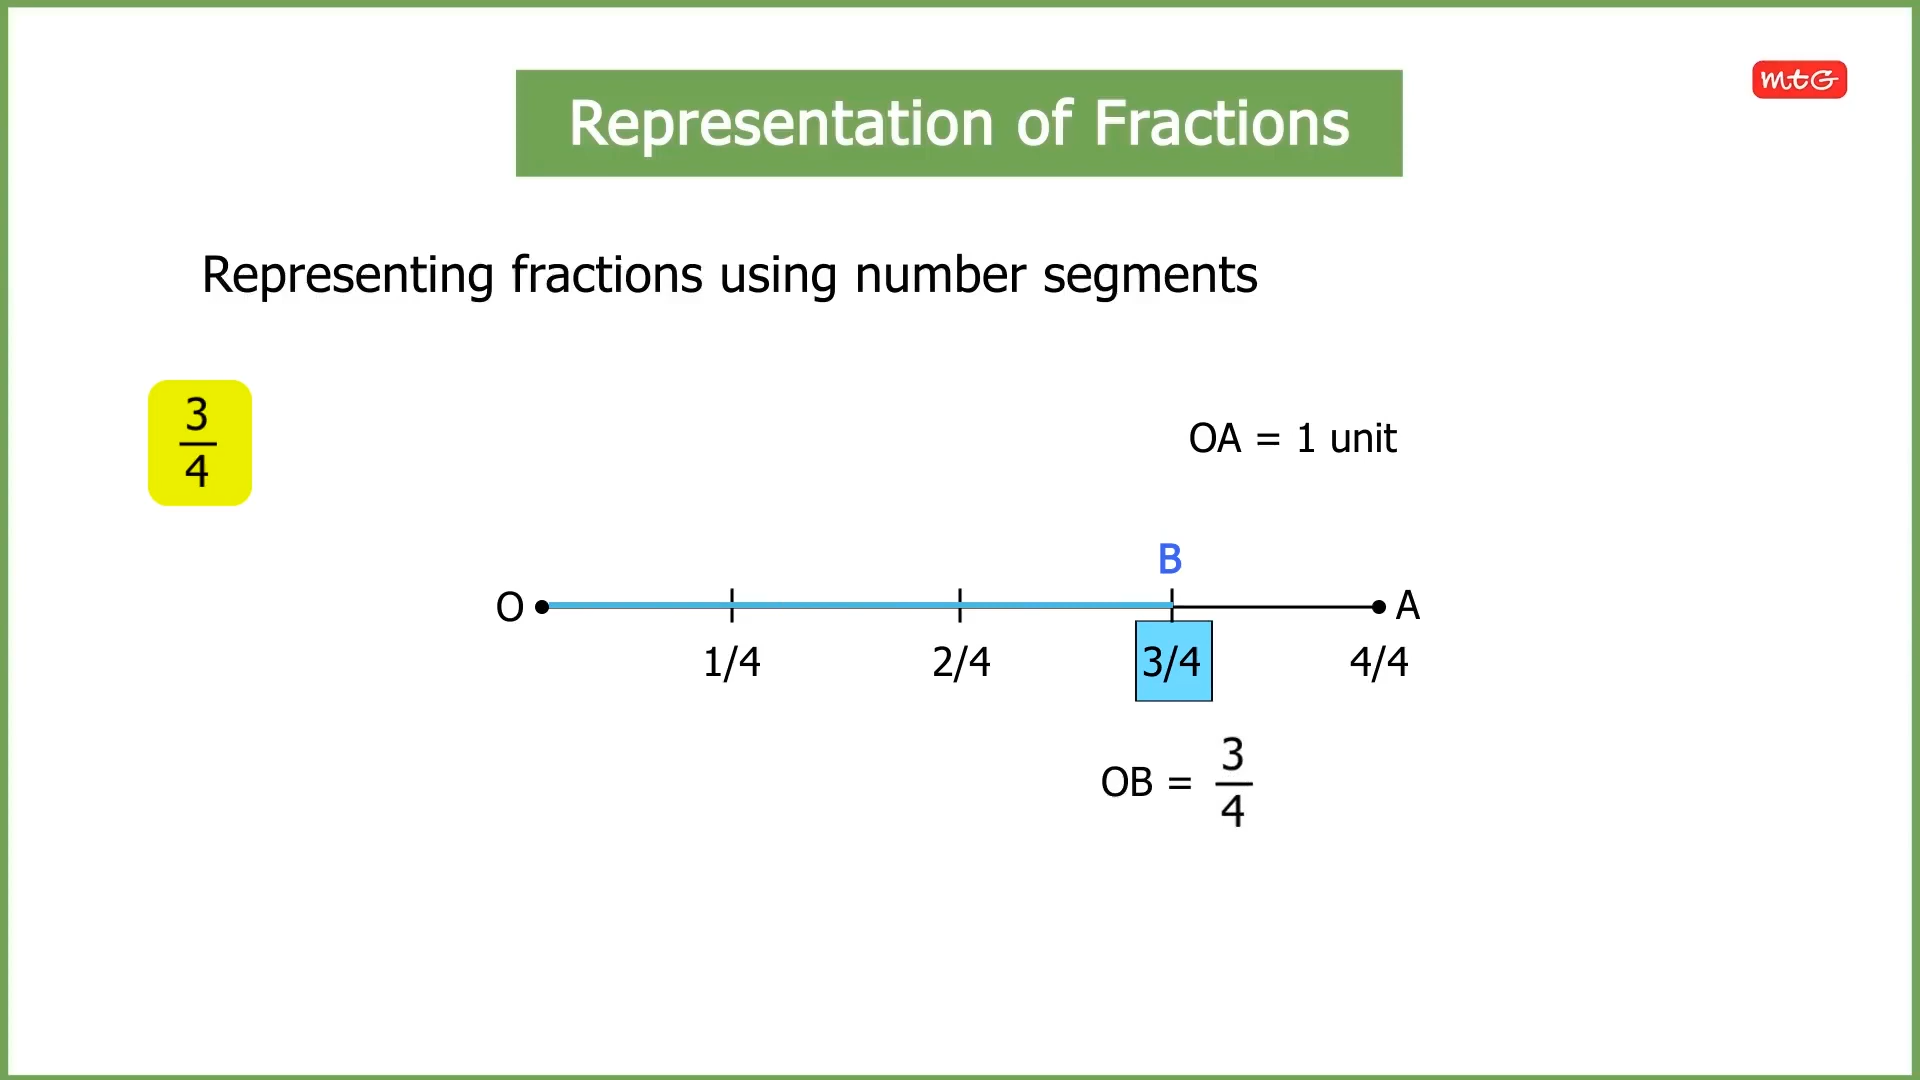 mtG
Representation of Fractions
Representing fractions using number segments
3
4
OA = 1 unit
B
O A
1/4 2/4 3/4 4/4
OB = 3
4